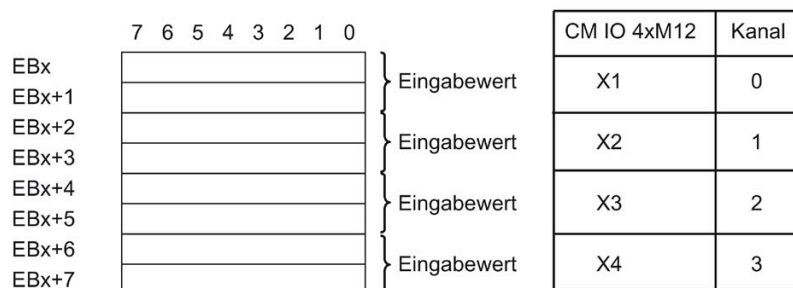 7 6 5 4 3 2 1 0
CM IO 4xM12 Kanal
EBx
EBx+1
Eingabewert
X1 0
EBx+2
EBx+3
Eingabewert
X2 1
EBx+4
EBx+5
Eingabewert
X3 2
EBx+6
EBx+7
Eingabewert
X4 3